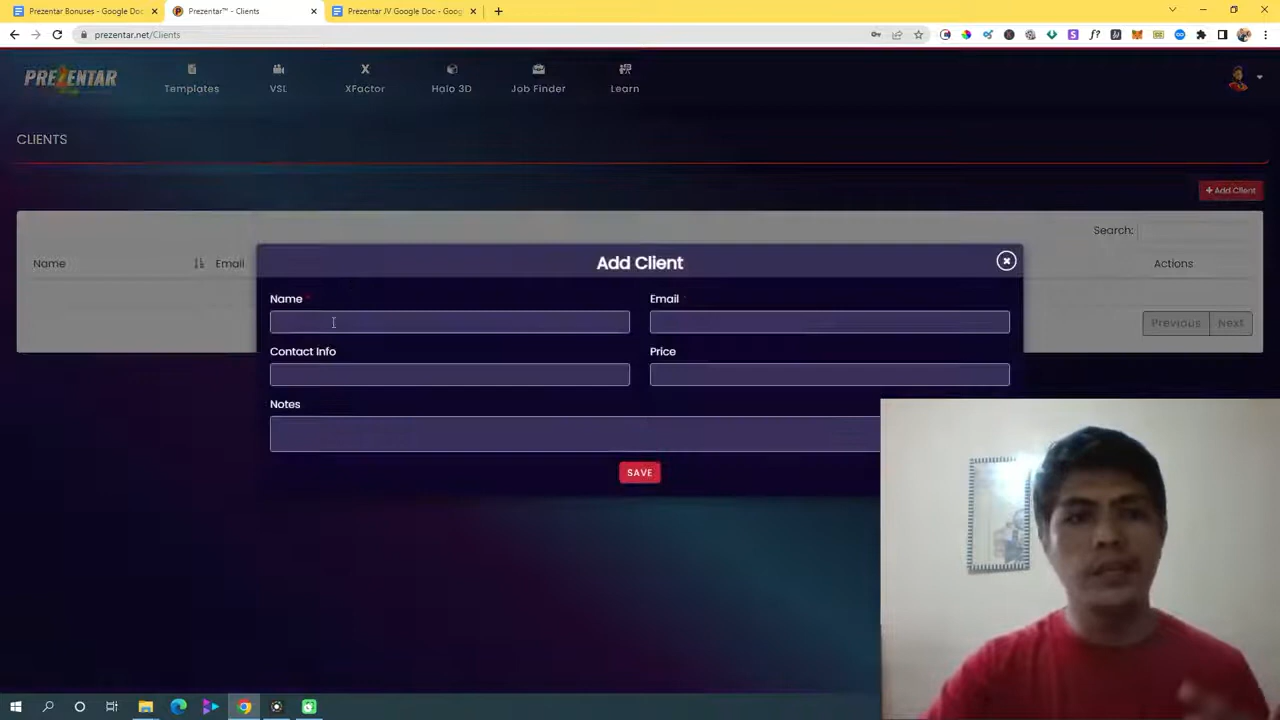 Prezentar Bonuses - Google Doc
Prezentar™ - Clients
Prezentar JV Google Doc - Goog
prezentar.net/Clients
PREZENTAR
Templates
VSL
XFactor
Halo 3D
Job Finder
Learn
CLIENTS
+ Add Client
Search:
Name
Email
Actions
Previous
Next
Add Client
Name *
Email
Contact Info
Price
Notes
SAVE